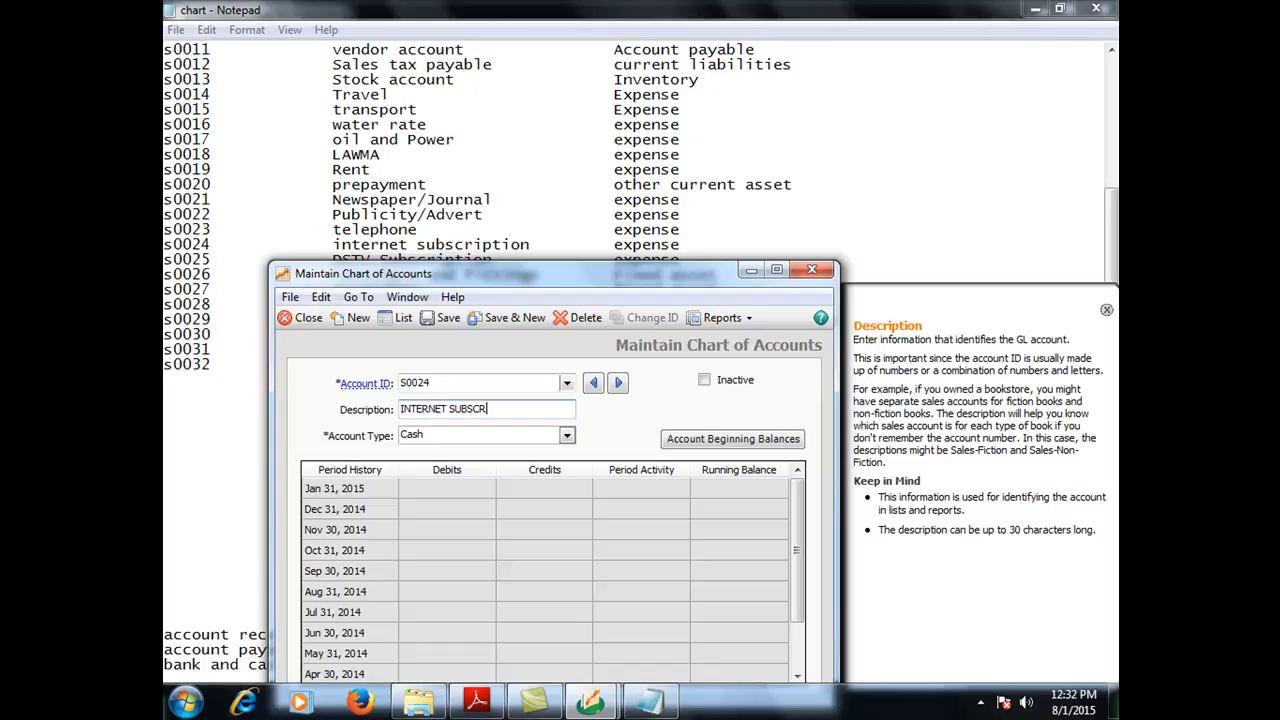 chart - Notepad
File Edit Format View Help
s0011 vendor account Account payable
s0012 Sales tax payable current liabilities
s0013 Stock account Inventory
s0014 Travel Expense
s0015 transport Expense
s0016 water rate expense
s0017 oil and Power expense
s0018 LAWMA expense
s0019 Rent expense
s0020 prepayment other current asset
s0021 Newspaper/Journal expense
s0022 Publicity/Advert expense
s0023 telephone expense
s0024 internet subscription expense
s0025 DSTV Subscription expense
s0026
s0027
s0028
s0029
s0030
s0031
s0032
account rec
account pay
bank and ca
Maintain Chart of Accounts
File Edit Go To Window Help
Close New List Save Save & New Delete Change ID Reports
Maintain Chart of Accounts
*Account ID: S0024 Inactive
Description: INTERNET SUBSCR
*Account Type: Cash Account Beginning Balances
Period History Debits Credits Period Activity Running Balance
Jan 31, 2015
Dec 31, 2014
Nov 30, 2014
Oct 31, 2014
Sep 30, 2014
Aug 31, 2014
Jul 31, 2014
Jun 30, 2014
May 31, 2014
Apr 30, 2014
Description
Enter information that identifies the GL account.
This is important since the account ID is usually made
up of numbers or a combination of numbers and letters.
For example, if you owned a bookstore, you might
have separate sales accounts for fiction books and
non-fiction books. The description will help you know
which sales account is for each type of book if you
don't remember the account number. In this case, the
descriptions might be Sales-Fiction and Sales-Non-
Fiction.
Keep in Mind
• This information is used for identifying the account
in lists and reports.
• The description can be up to 30 characters long.
12:32 PM
8/1/2015